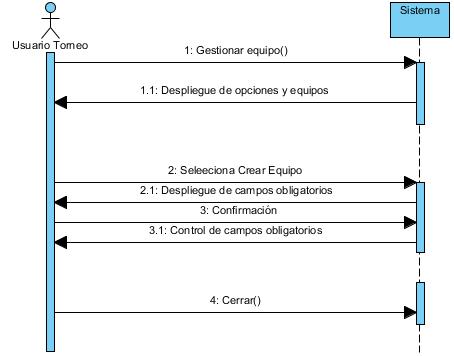 Sistema
Usuario Torneo
1: Gestionar equipo()
1.1: Despliegue de opciones y equipos
2: Seleeciona Crear Equipo
2.1: Despliegue de campos obligatorios
3: Confirmación
3.1: Control de campos obligatorios
4: Cerrar()